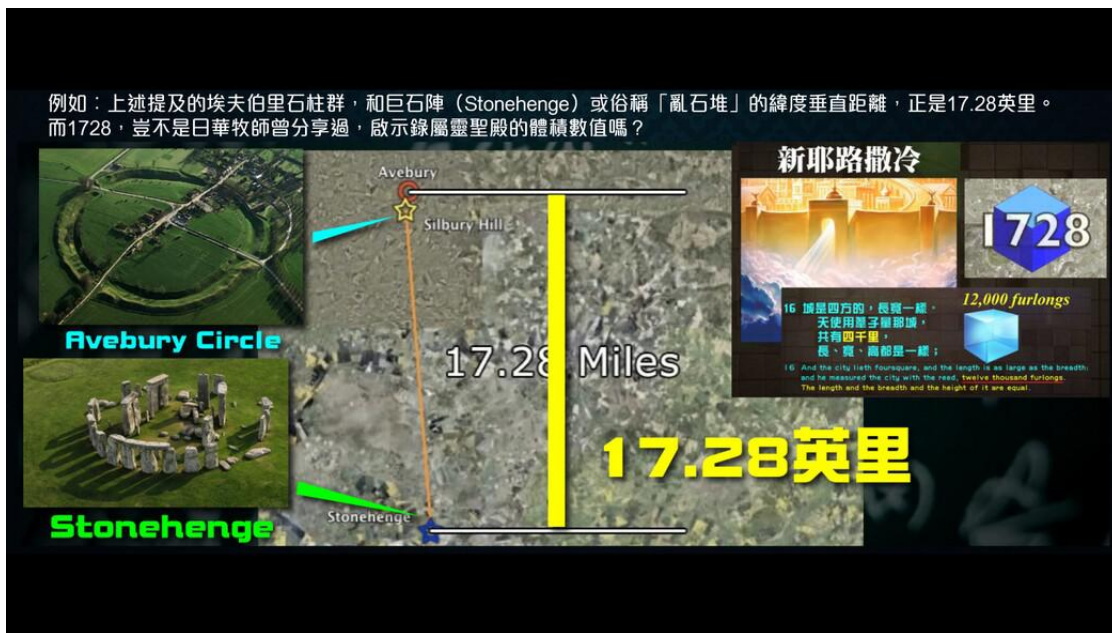 例如：上述提及的埃夫伯里石柱群，和巨石陣（Stonehenge）或俗稱「亂石堆」的緯度垂直距離，正是17.28英里。
而1728，豈不是日華牧師曾分享過，啟示錄屬靈聖殿的體積數值嗎？
Avebury Circle
Stonehenge
Avebury
Silbury Hill
17.28 Miles
Stonehenge
17.28英里
新耶路撒冷
1728
12,000 furlongs
16 城是四方的，長寬一樣。
天使用葦子量那城，
共有四千里，
長、寬、高都是一樣；
16 And the city lieth foursquare, and the length is as large as the breadth:
and he measured the city with the reed, twelve thousand furlongs.
The length and the breadth and the height of it are equal.